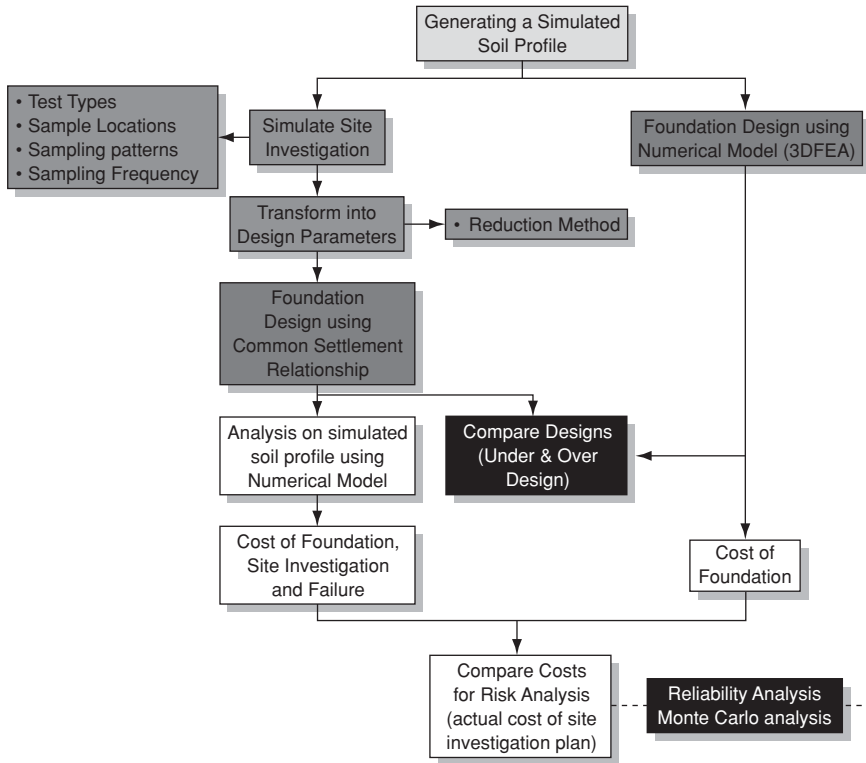 Generating a Simulated
Soil Profile
• Test Types
• Sample Locations
• Sampling patterns
• Sampling Frequency
Simulate Site
Investigation
Foundation Design using
Numerical Model (3DFEA)
Transform into
Design Parameters
• Reduction Method
Foundation
Design using
Common Settlement
Relationship
Analysis on simulated
soil profile using
Numerical Model
Compare Designs
(Under & Over
Design)
Cost of Foundation,
Site Investigation
and Failure
Cost of
Foundation
Compare Costs
for Risk Analysis
(actual cost of site
investigation plan)
Reliability Analysis
Monte Carlo analysis